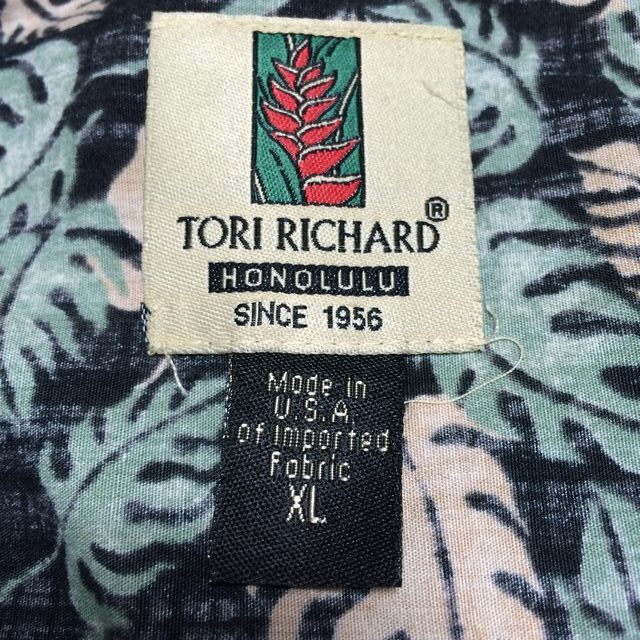 TORI RICHARD®
HONOLULU
SINCE 1956
Made in
U.S.A
of Imported
Fabric
XL